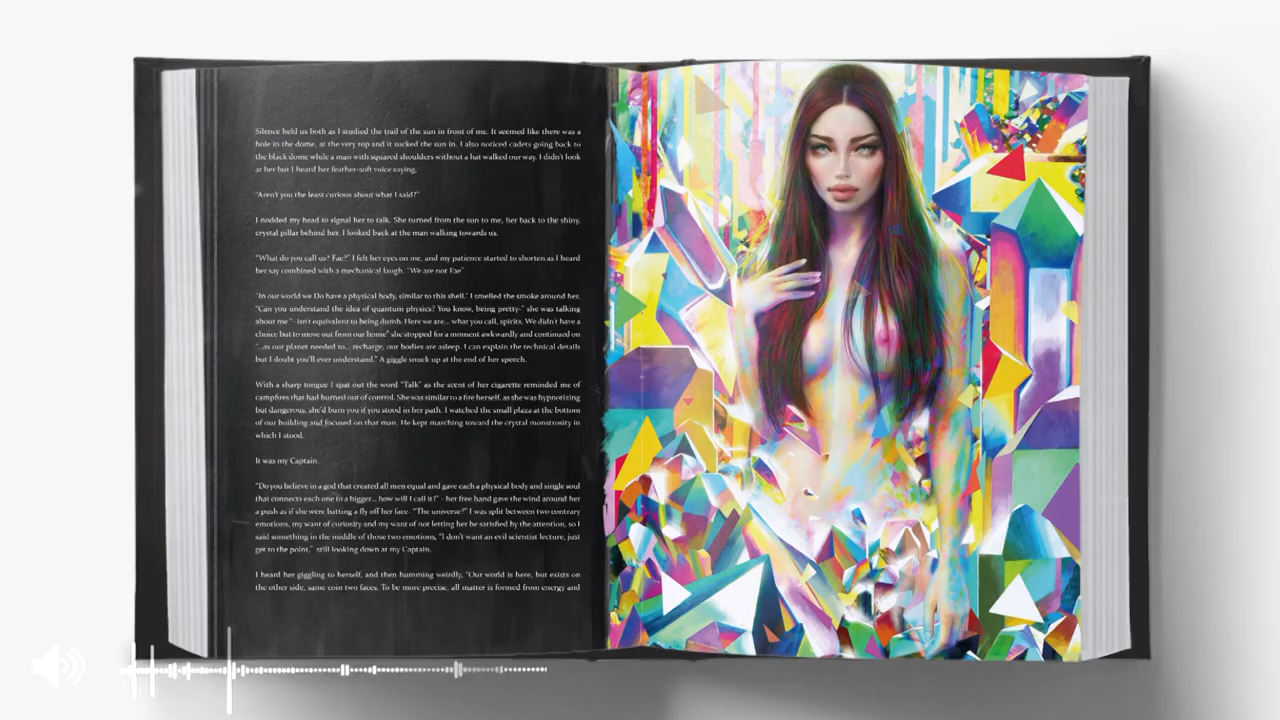 Silence held us both as I studied the trail of the sun in front of me. It seemed like there was a
hole in the dome, at the very top and it sucked the sun in. I also noticed cadets going back to
the black dome while a man with squared shoulders without a hat walked our way. I didn't look
at her but I heard her feather-soft voice saying,
"Aren't you the least curious about what I said?"
I nodded my head to signal her to talk. She turned from the sun to me, her back to the shiny,
crystal pillar behind her. I looked back at the man walking towards us.
"What do you call us? Fae?" I felt her eyes on me, and my patience started to shorten as I heard
her say combined with a mechanical laugh. "We are not Fae"
"In our world we Do have a physical body, similar to this shell." I smelled the smoke around her.
"Can you understand the idea of quantum physics? You know, being pretty-" she was talking
about me "- isn't equivalent to being dumb. Here we are... what you call, spirits. We didn't have a
choice but to move out from our home" she stopped for a moment awkwardly and continued on
"...as our planet needed to... recharge, our bodies are asleep. I can explain the technical details
but I doubt you'll ever understand." A giggle snuck up at the end of her speech.
With a sharp tongue I spat out the word "Talk" as the scent of her cigarette reminded me of
campfires that had burned out of control. She was similar to a fire herself, as she was hypnotizing
but dangerous, she'd burn you if you stood in her path. I watched the small plaza at the bottom
of our building and focused on that man. He kept marching toward the crystal monstrosity in
which I stood.
It was my Captain.
"Do you believe in a god that created all men equal and gave each a physical body and single soul
that connects each one to a bigger... how will I call it?" - her free hand gave the wind around her
a push as if she were batting a fly off her face- "The universe?" I was split between two contrary
emotions, my want of curiosity and my want of not letting her be satisfied by the attention, so I
said something in the middle of those two emotions, "I don't want an evil scientist lecture, just
get to the point," still looking down at my Captain.
I heard her giggling to herself, and then humming weirdly, "Our world is here, but exists on
the other side, same coin two faces. To be more precise, all matter is formed from energy and